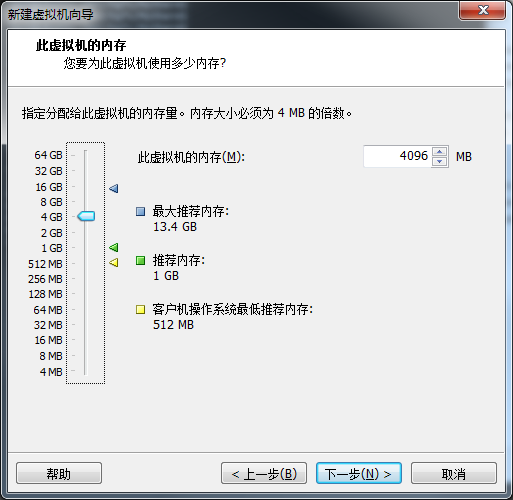 新建虚拟机向导
此虚拟机的内存
您要为此虚拟机使用多少内存?
指定分配给此虚拟机的内存量。内存大小必须为 4 MB 的倍数。
64 GB
32 GB
16 GB
8 GB
4 GB
2 GB
1 GB
512 MB
256 MB
128 MB
64 MB
32 MB
16 MB
8 MB
4 MB
此虚拟机的内存(M): 4096 MB
最大推荐内存:
13.4 GB
推荐内存:
1 GB
客户机操作系统最低推荐内存:
512 MB
帮助 < 上一步(B) 下一步(N) > 取消